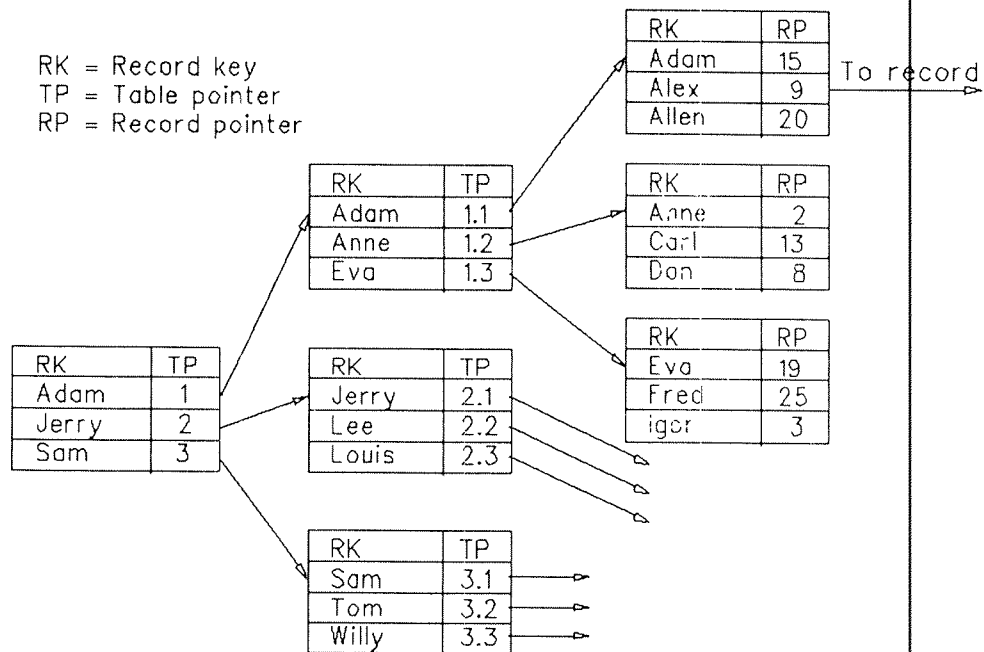 RK = Record key
TP = Table pointer
RP = Record pointer
RK RP
Adam 15
Alex 9
Allen 20
To record
RK TP
Adam 1.1
Anne 1.2
Eva 1.3
RK RP
Anne 2
Carl 13
Dan 8
RK RP
Eva 19
Fred 25
igor 3
RK TP
Adam 1
Jerry 2
Sam 3
RK TP
Jerry 2.1
Lee 2.2
Louis 2.3
RK TP
Sam 3.1
Tom 3.2
Willy 3.3